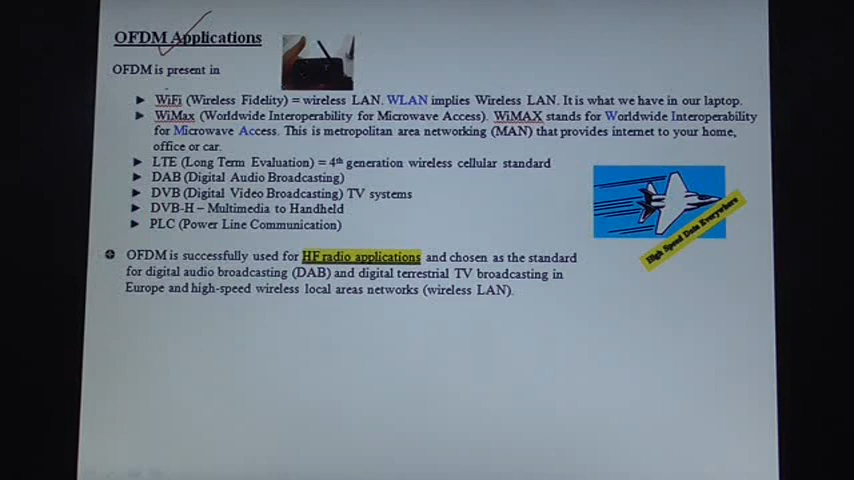 OFDM Applications
OFDM is present in
► WiFi (Wireless Fidelity) = wireless LAN. WLAN implies Wireless LAN. It is what we have in our laptop.
► WiMax (Worldwide Interoperability for Microwave Access). WiMAX stands for Worldwide Interoperability
for Microwave Access. This is metropolitan area networking (MAN) that provides internet to your home,
office or car.
► LTE (Long Term Evaluation) = 4th generation wireless cellular standard
► DAB (Digital Audio Broadcasting)
► DVB (Digital Video Broadcasting) TV systems
► DVB-H – Multimedia to Handheld
► PLC (Power Line Communication)
High Speed Data Everywhere
OFDM is successfully used for HF radio applications and chosen as the standard
for digital audio broadcasting (DAB) and digital terrestrial TV broadcasting in
Europe and high-speed wireless local areas networks (wireless LAN).